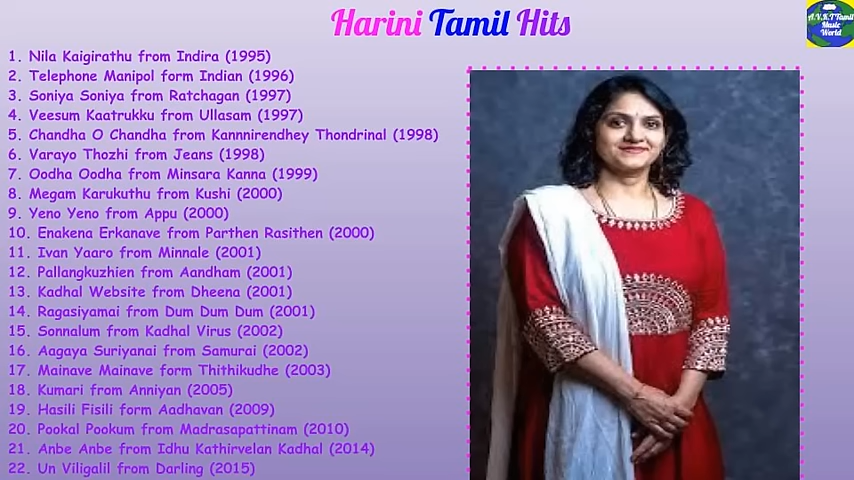 Harini Tamil Hits
A.V.K.T Tamil
Music
World
1. Nila Kaigirathu from Indira (1995)
2. Telephone Manipol form Indian (1996)
3. Soniya Soniya from Ratchagan (1997)
4. Veesum Kaatrukku from Ullasam (1997)
5. Chandha O Chandha from Kannnirendhey Thondrinal (1998)
6. Varayo Thozhi from Jeans (1998)
7. Oodha Oodha from Minsara Kanna (1999)
8. Megam Karukuthu from Kushi (2000)
9. Yeno Yeno from Appu (2000)
10. Enakena Erkanave from Parthen Rasithen (2000)
11. Ivan Yaaro from Minnale (2001)
12. Pallangkuzhien from Aandham (2001)
13. Kadhal Website from Dheena (2001)
14. Ragasiyamai from Dum Dum Dum (2001)
15. Sonnalum from Kadhal Virus (2002)
16. Aagaya Suriyanai from Samurai (2002)
17. Mainave Mainave form Thithikudhe (2003)
18. Kumari from Anniyan (2005)
19. Hasili Fisili form Aadhavan (2009)
20. Pookal Pookum from Madrasapattinam (2010)
21. Anbe Anbe from Idhu Kathirvelan Kadhal (2014)
22. Un Viligalil from Darling (2015)